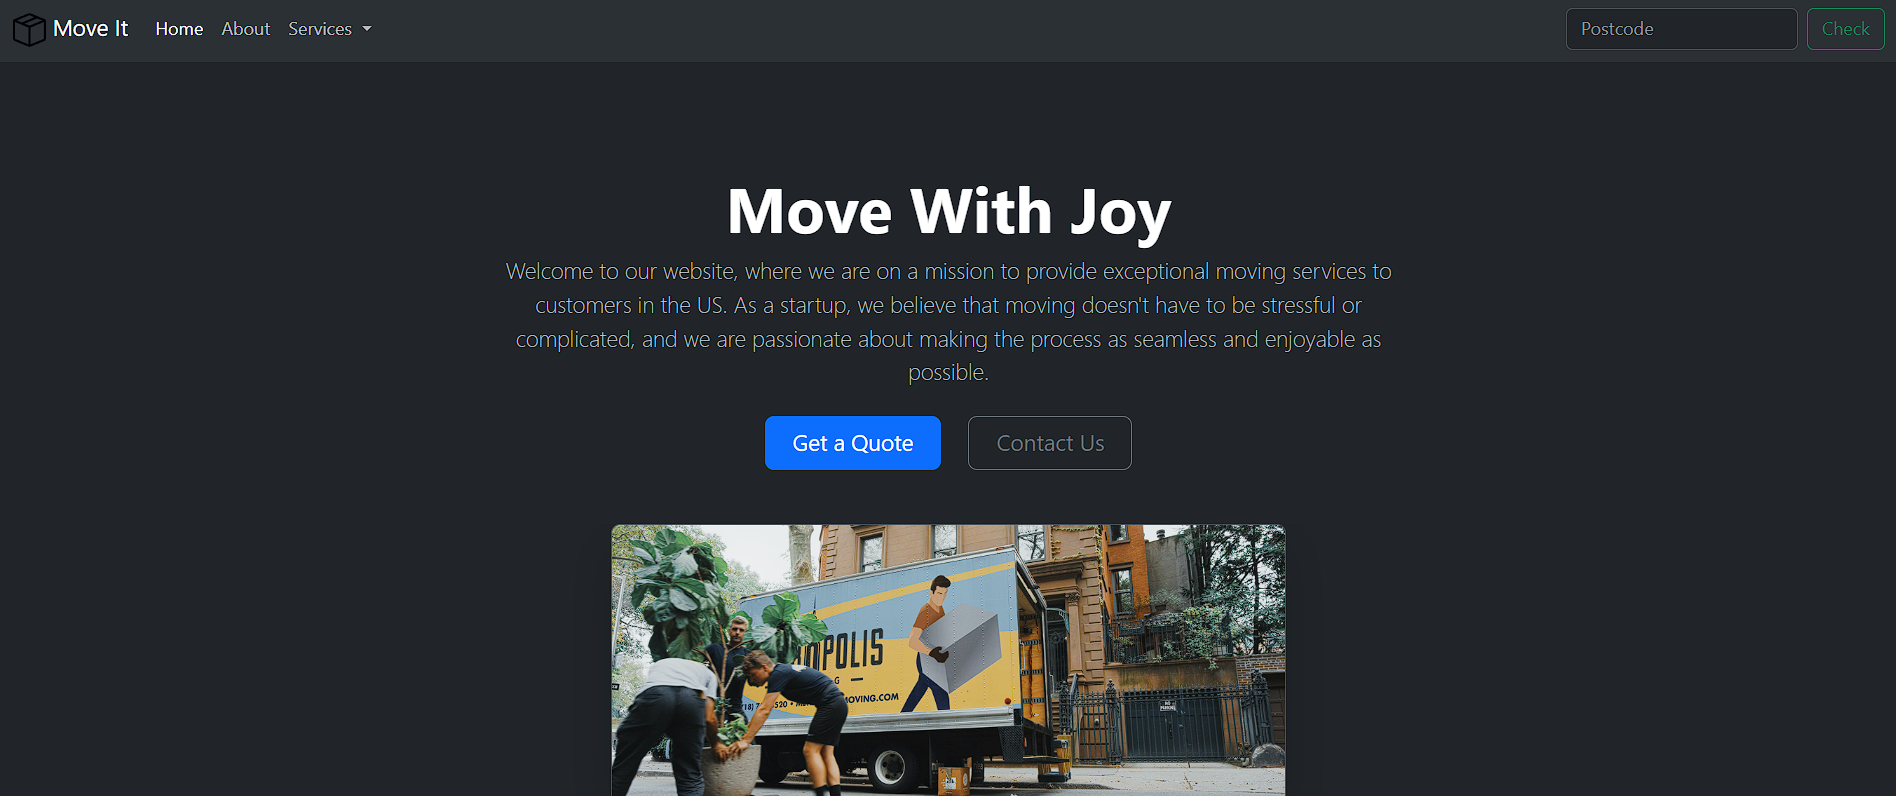 Move It Home About Services Postcode Check
Move With Joy
Welcome to our website, where we are on a mission to provide exceptional moving services to
customers in the US. As a startup, we believe that moving doesn't have to be stressful or
complicated, and we are passionate about making the process as seamless and enjoyable as
possible.
Get a Quote Contact Us
POLIS
MOVING.COM
NO
PARKING